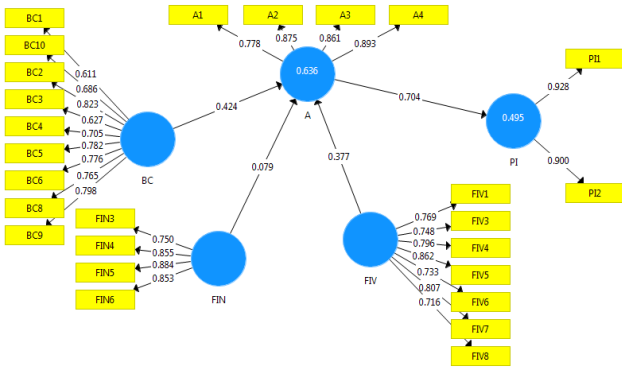 BC1
BC10
BC2
BC3
BC4
BC5
BC6
BC8
BC9
0.611
0.686
0.823
0.627
0.705
0.782
0.776
0.765
0.798
BC
A1
A2
A3
A4
0.778
0.875
0.861
0.893
0.636
A
0.424
0.079
0.377
0.704
0.495
PI
PI1
PI2
0.928
0.900
FIN3
FIN4
FIN5
FIN6
0.750
0.855
0.884
0.853
FIN
FIV
0.769
0.748
0.796
0.862
0.733
0.807
0.716
FIV1
FIV3
FIV4
FIV5
FIV6
FIV7
FIV8